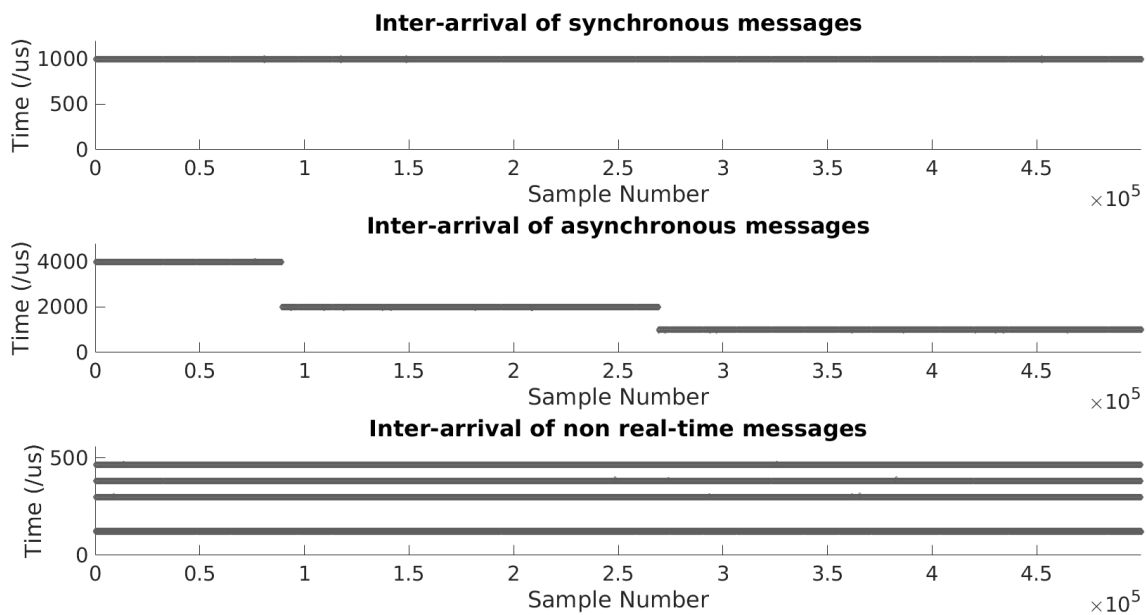 Inter-arrival of synchronous messages
Time (/us)
1000
500
0
0 0.5 1 1.5 2 2.5 3 3.5 4 4.5
Sample Number
×10^5
Inter-arrival of asynchronous messages
Time (/us)
4000
2000
0
0 0.5 1 1.5 2 2.5 3 3.5 4 4.5
Sample Number
×10^5
Inter-arrival of non real-time messages
Time (/us)
500
0
0 0.5 1 1.5 2 2.5 3 3.5 4 4.5
Sample Number
×10^5